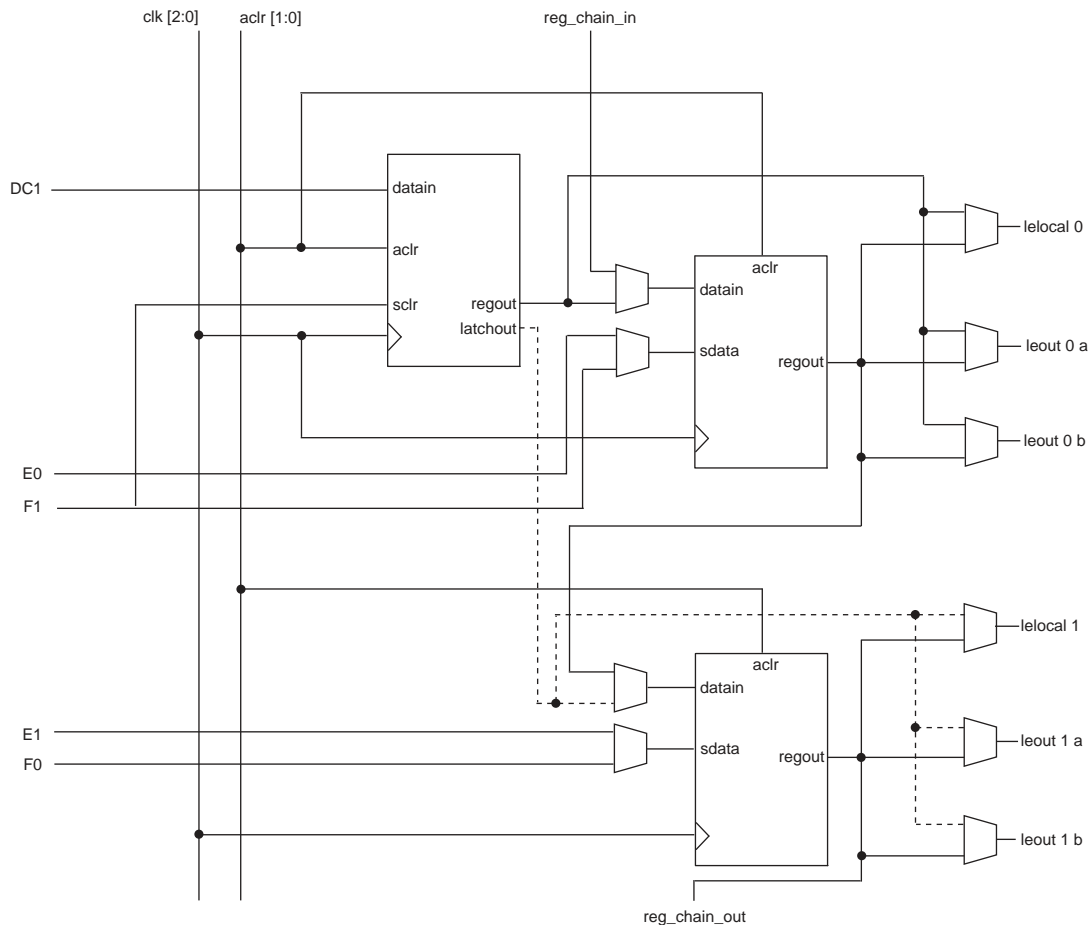 clk [2:0]
aclr [1:0]
reg_chain_in
DC1
datain
aclr
sclr
regout
latchout
lelocal 0
aclr
datain
sdata
regout
leout 0 a
leout 0 b
E0
F1
lelocal 1
aclr
datain
E1
sdata
F0
regout
leout 1 a
leout 1 b
reg_chain_out